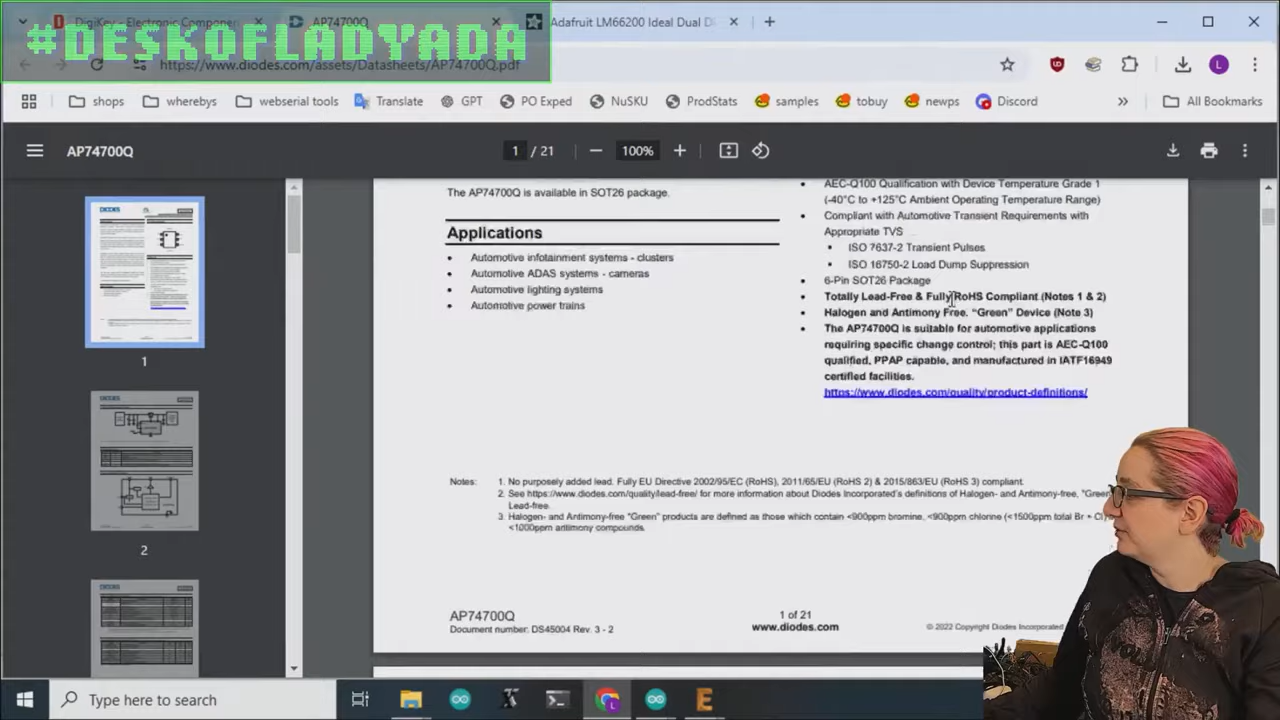 DigiKey - Electronic Componen
AP74700Q
Adafruit LM66200 Ideal Dual D
#DESKOFLADYADA
https://www.diodes.com/assets/Datasheets/AP74700Q.pdf
L
shops
whereby
webserial tools
Translate
GPT
PO Exped
NuSKU
ProdStats
samples
tobuy
newps
Discord
»
All Bookmarks
AP74700Q
1 / 21
100%
The AP74700Q is available in SOT26 package.
Applications
• Automotive infotainment systems - clusters
• Automotive ADAS systems - cameras
• Automotive lighting systems
• Automotive power trains
AEC-Q100 Qualification with Device Temperature Grade 1
(-40°C to +125°C Ambient Operating Temperature Range)
• Compliant with Automotive Transient Requirements with
Appropriate TVS
• ISO 7637-2 Transient Pulses
• ISO 16750-2 Load Dump Suppression
• 6-Pin SOT26 Package
• Totally Lead-Free & Fully RoHS Compliant (Notes 1 & 2)
• Halogen and Antimony Free. “Green” Device (Note 3)
• The AP74700Q is suitable for automotive applications
requiring specific change control; this part is AEC-Q100
qualified, PPAP capable, and manufactured in IATF16949
certified facilities.
https://www.diodes.com/quality/product-definitions/
Notes: 1. No purposely added lead. Fully EU Directive 2002/95/EC (RoHS), 2011/65/EU (RoHS 2) & 2015/863/EU (RoHS 3) compliant.
2. See https://www.diodes.com/quality/lead-free/ for more information about Diodes Incorporated's definitions of Halogen- and Antimony-free, "Green"
Lead-free.
3. Halogen- and Antimony-free "Green" products are defined as those which contain <900ppm bromine, <900ppm chlorine (<1500ppm total Br + Cl)
<1000ppm antimony compounds.
AP74700Q
Document number: DS45004 Rev. 3 - 2
1 of 21
www.diodes.com
© 2022 Copyright Diodes Incorporated
1
2
Type here to search